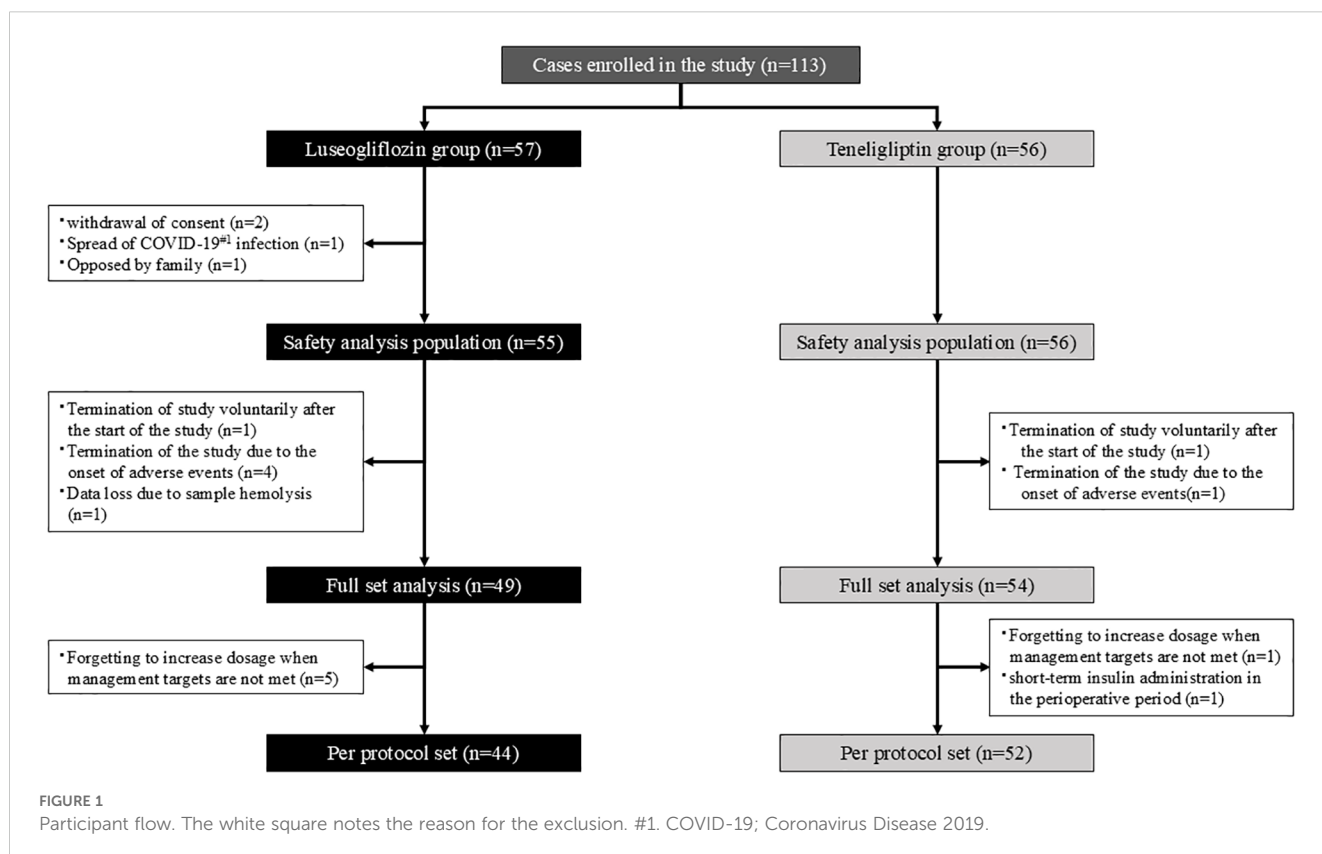 Cases enrolled in the study (n=113)
Luseogliflozin group (n=57)
Teneligliptin group (n=56)
・withdrawal of consent (n=2)
・Spread of COVID-19#1 infection (n=1)
・Opposed by family (n=1)
Safety analysis population (n=55)
Safety analysis population (n=56)
・Termination of study voluntarily after
the start of the study (n=1)
・Termination of the study due to the
onset of adverse events (n=4)
・Data loss due to sample hemolysis
(n=1)
・Termination of study voluntarily after
the start of the study (n=1)
・Termination of the study due to the
onset of adverse events(n=1)
Full set analysis (n=49)
Full set analysis (n=54)
・Forgetting to increase dosage when
management targets are not met (n=5)
・Forgetting to increase dosage when
management targets are not met (n=1)
・short-term insulin administration in
the perioperative period (n=1)
Per protocol set (n=44)
Per protocol set (n=52)
FIGURE 1
Participant flow. The white square notes the reason for the exclusion. #1. COVID-19; Coronavirus Disease 2019.